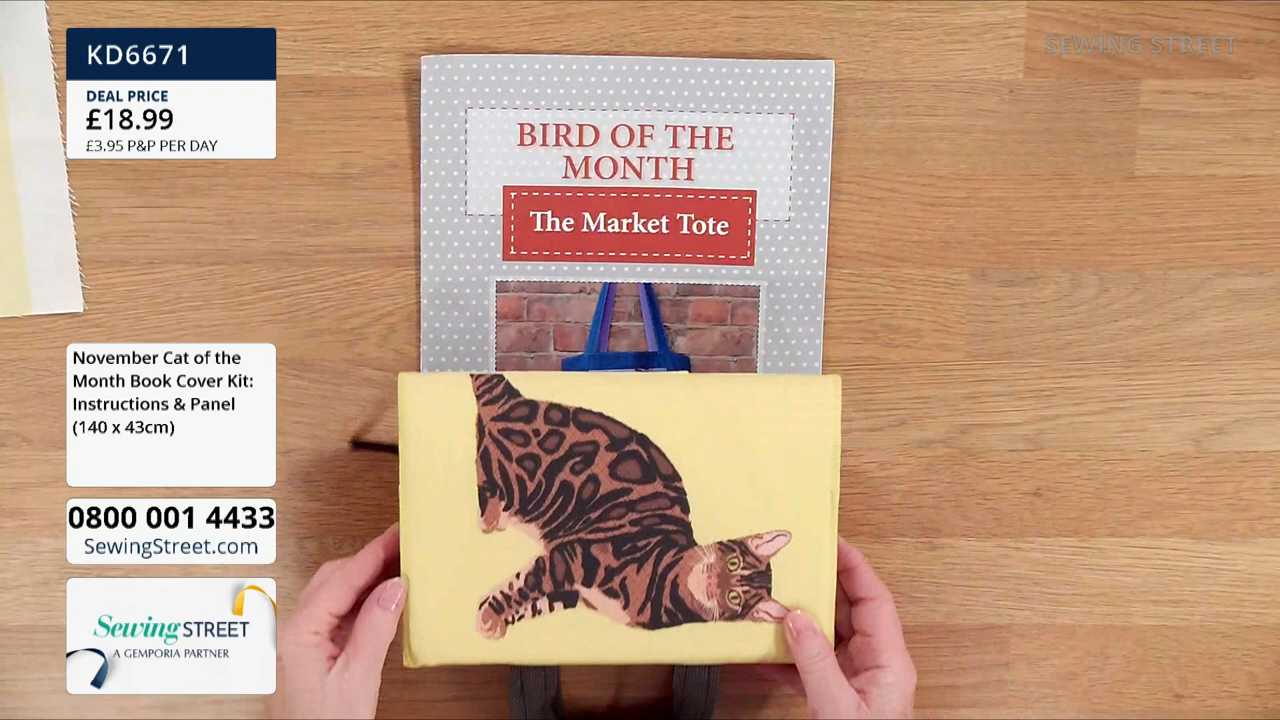 KD6671
DEAL PRICE
£18.99
£3.95 P&P PER DAY
SEWING STREET
BIRD OF THE
MONTH
The Market Tote
November Cat of the
Month Book Cover Kit:
Instructions & Panel
(140 x 43cm)
0800 001 4433
SewingStreet.com
Sewing STREET
A GEMPORIA PARTNER